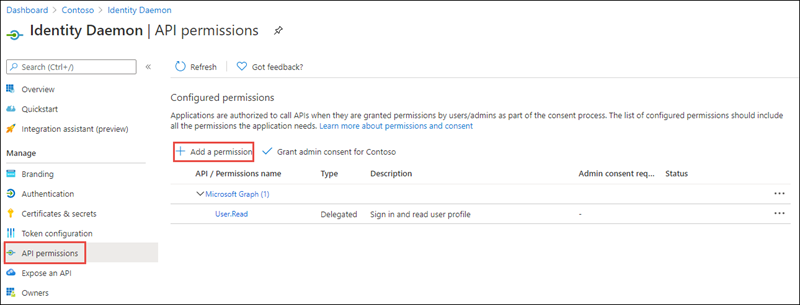 Dashboard > Contoso > Identity Daemon
Identity Daemon | API permissions
Search (Ctrl+/)
«
Refresh
Got feedback?
Overview
Quickstart
Integration assistant (preview)
Manage
Branding
Authentication
Certificates & secrets
Token configuration
API permissions
Expose an API
Owners
Configured permissions
Applications are authorized to call APIs when they are granted permissions by users/admins as part of the consent process. The list of configured permissions should include
all the permissions the application needs. Learn more about permissions and consent
+ Add a permission
Grant admin consent for Contoso
API / Permissions name Type Description Admin consent req... Status
Microsoft Graph (1) ...
User.Read Delegated Sign in and read user profile - ...